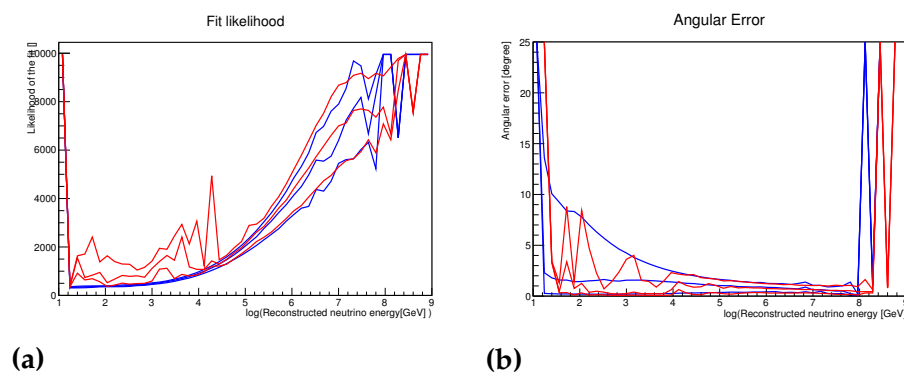 (a)
Fit likelihood
Likelihood of the fit []
10000
8000
6000
4000
2000
0
1 2 3 4 5 6 7 8 9
log(Reconstructed neutrino energy[GeV] )
(b)
Angular Error
Angular error [degree]
25
20
15
10
5
0
1 2 3 4 5 6 7 8 9
log(Reconstructed neutrino energy [GeV] )